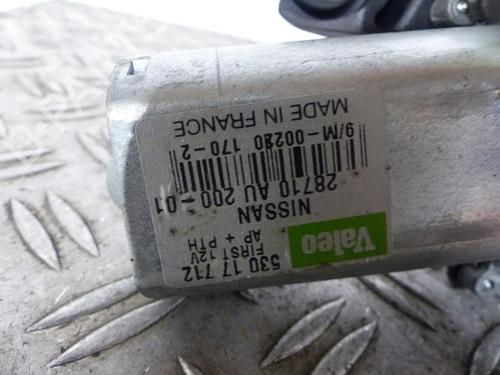 Valeo
530 17 712
FIRST 12V
AP + PTH
NISSAN
28710 AU 200-01
9/M-00280 170-2
MADE IN FRANCE